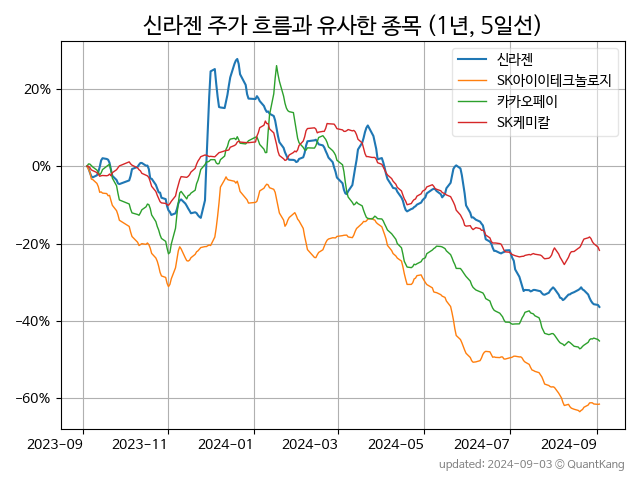 신라젠 주가 흐름과 유사한 종목 (1년, 5일선)
신라젠
SK아이이테크놀로지
카카오페이
SK케미칼
20%
0%
−20%
−40%
−60%
2023-09 2023-11 2024-01 2024-03 2024-05 2024-07 2024-09
updated: 2024-09-03 © QuantKang